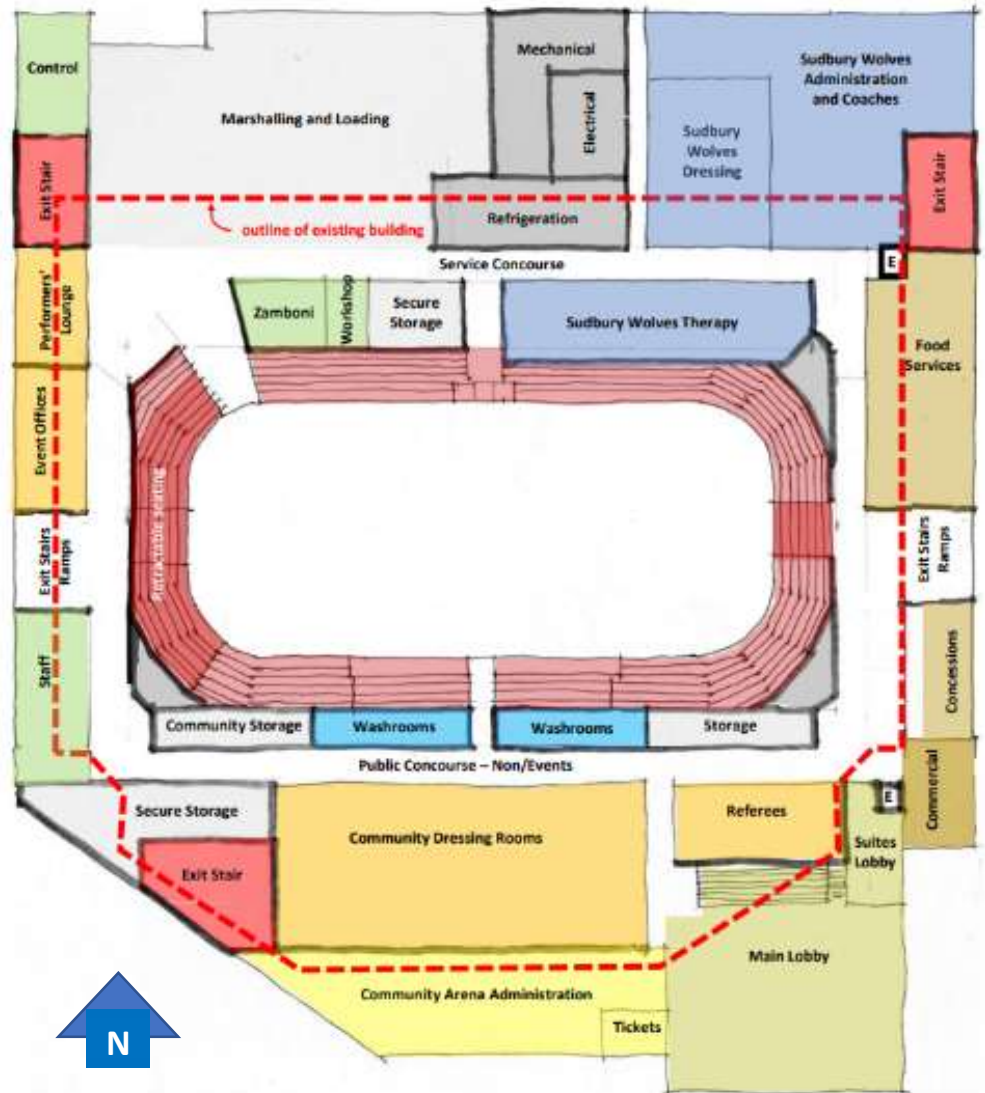 Control
Mechanical
Sudbury Wolves
Administration
and Coaches
Marshalling and Loading
Electrical
Sudbury
Wolves
Dressing
Exit Stair
Exit Stair
outline of existing building
Refrigeration
Service Concourse
E
Performers'
Lounge
Zamboni
Workshop
Secure
Storage
Sudbury Wolves Therapy
Food
Services
Event Offices
Retractable seating
Exit Stairs
Ramps
Exit Stairs
Ramps
Staff
Concessions
Community Storage
Washrooms
Washrooms
Storage
Public Concourse – Non/Events
Commercial
E
Secure Storage
Community Dressing Rooms
Referees
Suites
Lobby
Exit Stair
Main Lobby
Community Arena Administration
Tickets
N